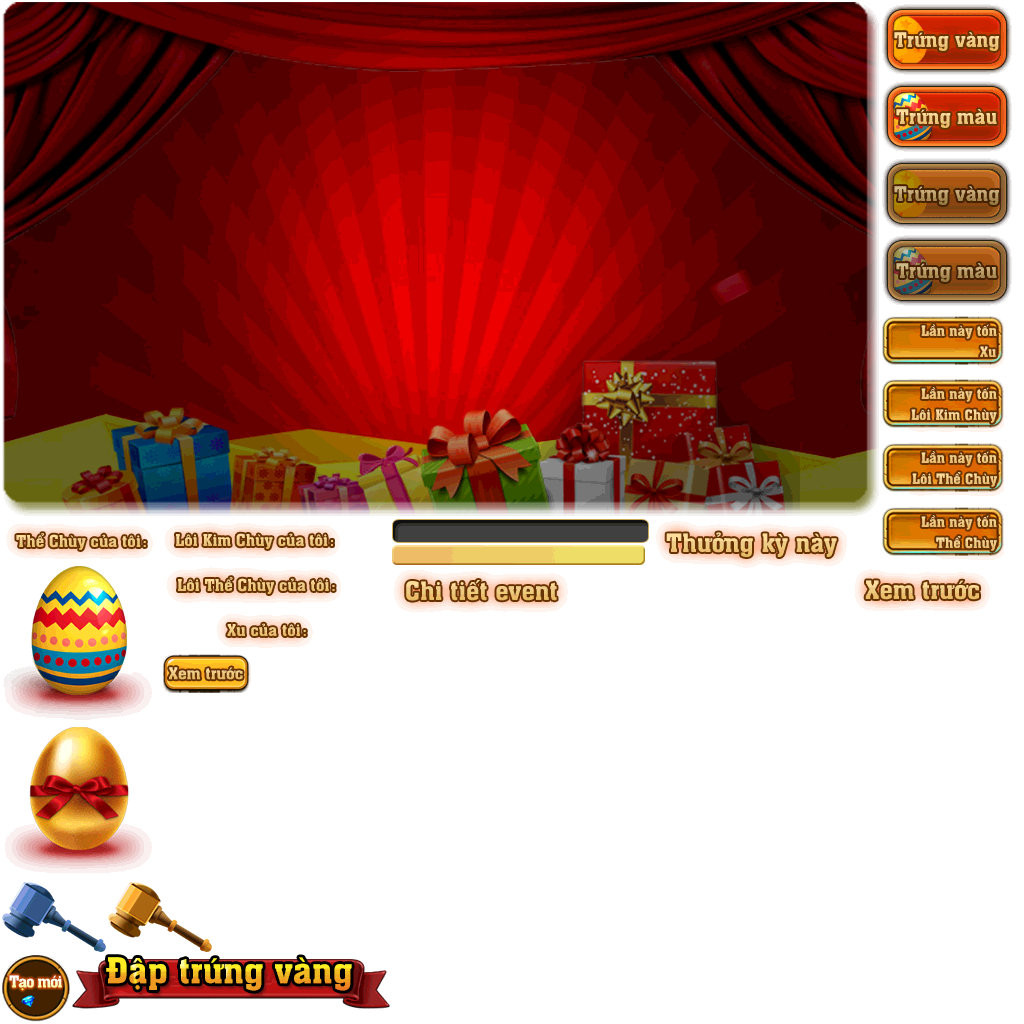 Trứng vàng
Trứng màu
Trứng vàng
Trứng màu
Lần này tốn
Xu
Lần này tốn
Lôi Kim Chùy
Lần này tốn
Lôi Thể Chùy
Lần này tốn
Thể Chùy
Thể Chùy của tôi:
Lôi Kim Chùy của tôi:
Thưởng kỳ này
Lôi Thể Chùy của tôi:
Chi tiết event
Xem trước
Xu của tôi:
Xem trước
Tạo mới
Đập trứng vàng